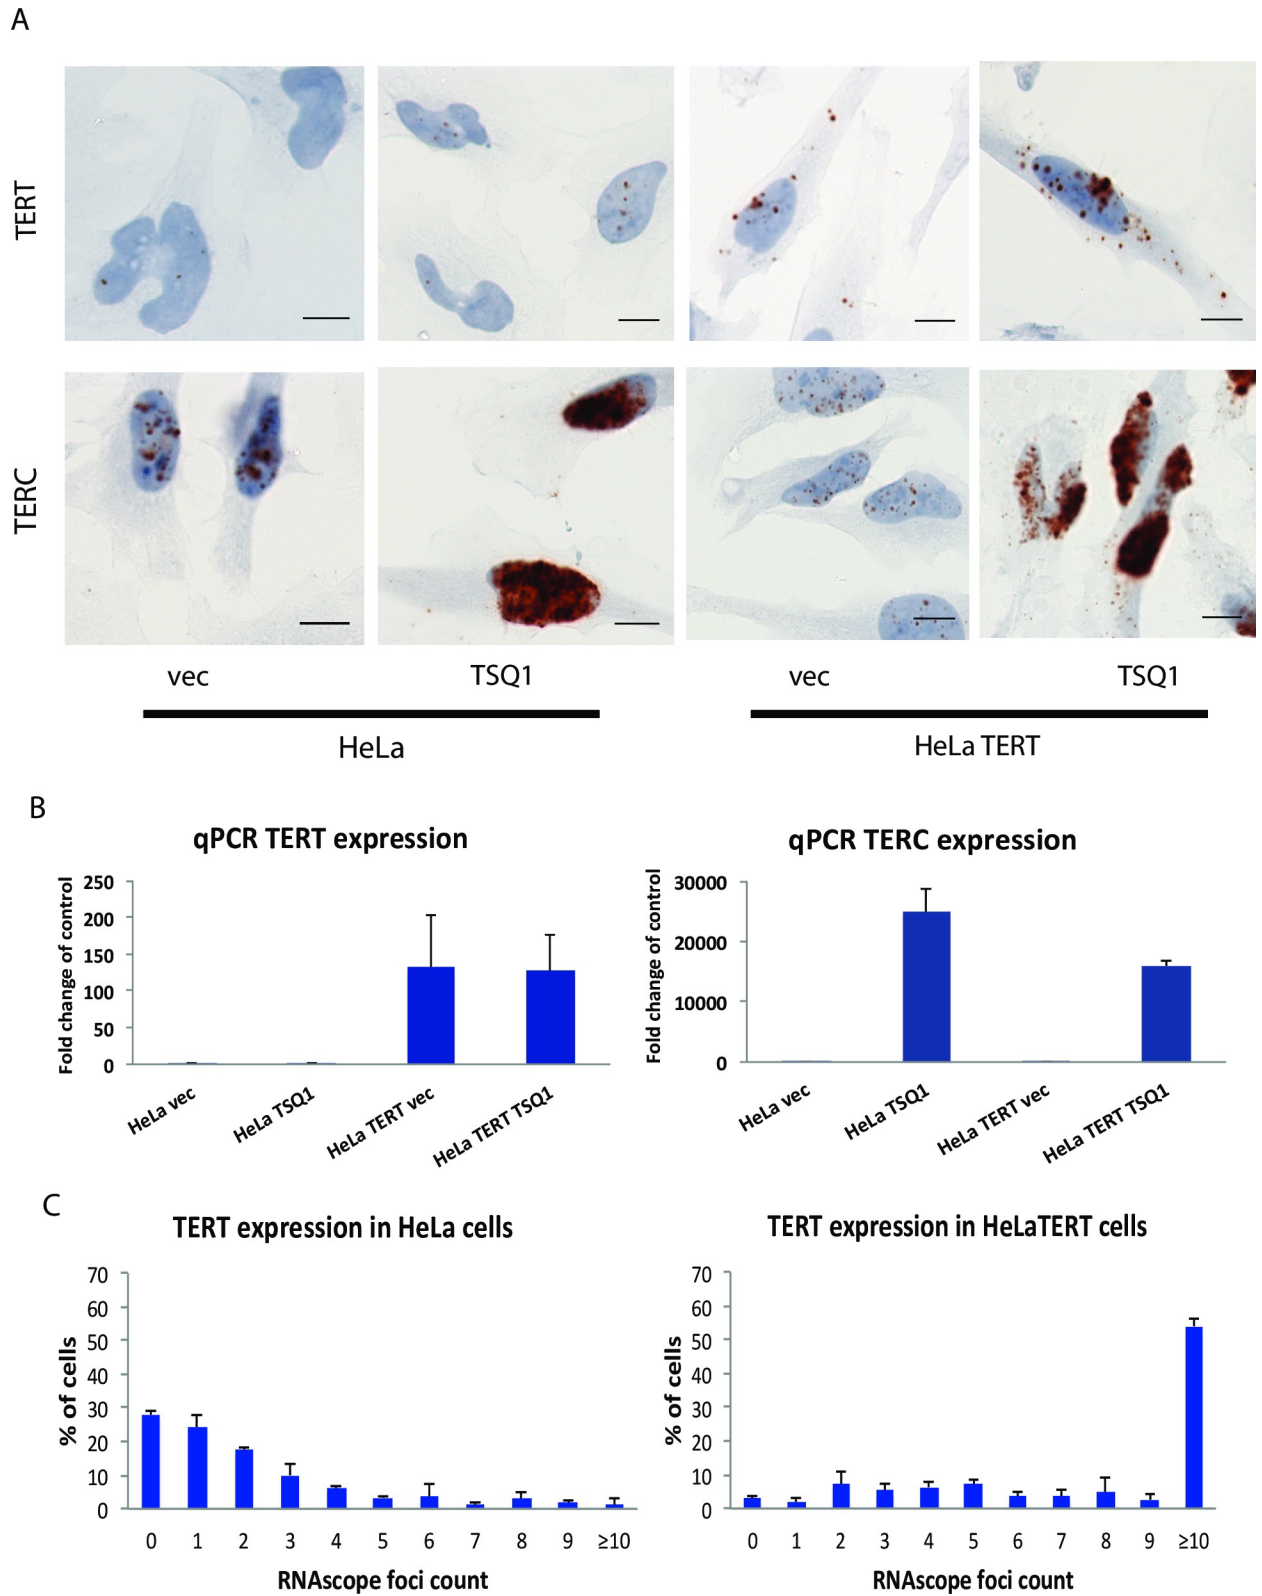 A
TERT
TERC
vec TSQ1 vec TSQ1
HeLa HeLa TERT
B
qPCR TERT expression
Fold change of control
250
200
150
100
50
0
HeLa vec HeLa TSQ1 HeLa TERT vec HeLa TERT TSQ1
qPCR TERC expression
Fold change of control
30000
20000
10000
0
HeLa vec HeLa TSQ1 HeLa TERT vec HeLa TERT TSQ1
C
TERT expression in HeLa cells
% of cells
70
60
50
40
30
20
10
0
0 1 2 3 4 5 6 7 8 9 ≥10
RNAscope foci count
TERT expression in HeLaTERT cells
% of cells
70
60
50
40
30
20
10
0
0 1 2 3 4 5 6 7 8 9 ≥10
RNAscope foci count